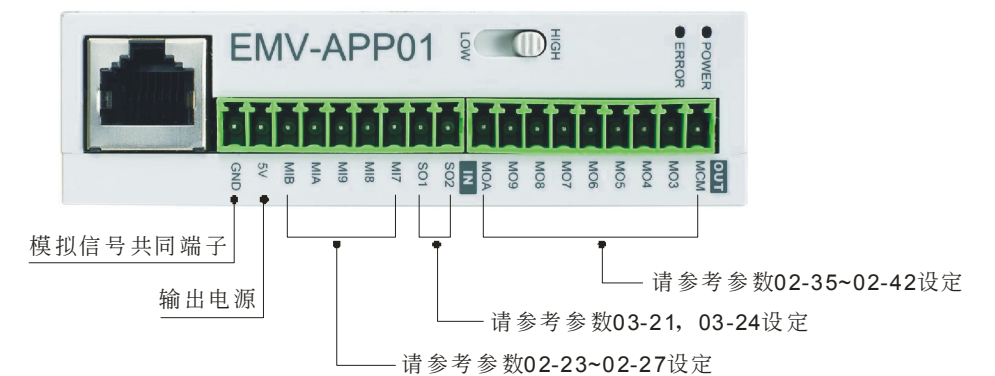 EMV-APP01
LOW
HIGH
ERROR
POWER
GND
5V
MIB
MIA
MI9
MI8
MI7
SO1
SO2
IN
MOA
MO9
MO8
MO7
MO6
MO5
MO4
MO3
MCM
OUT
模拟信号共同端子
输出电源
请参考参数02-35~02-42设定
请参考参数03-21，03-24设定
请参考参数02-23~02-27设定